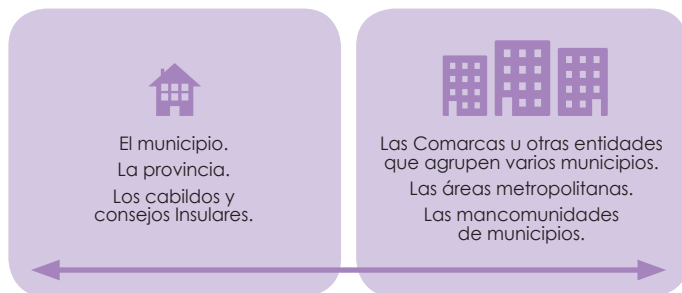 El municipio.
La provincia.
Los cabildos y
consejos Insulares.
Las Comarcas u otras entidades
que agrupen varios municipios.
Las áreas metropolitanas.
Las mancomunidades
de municipios.